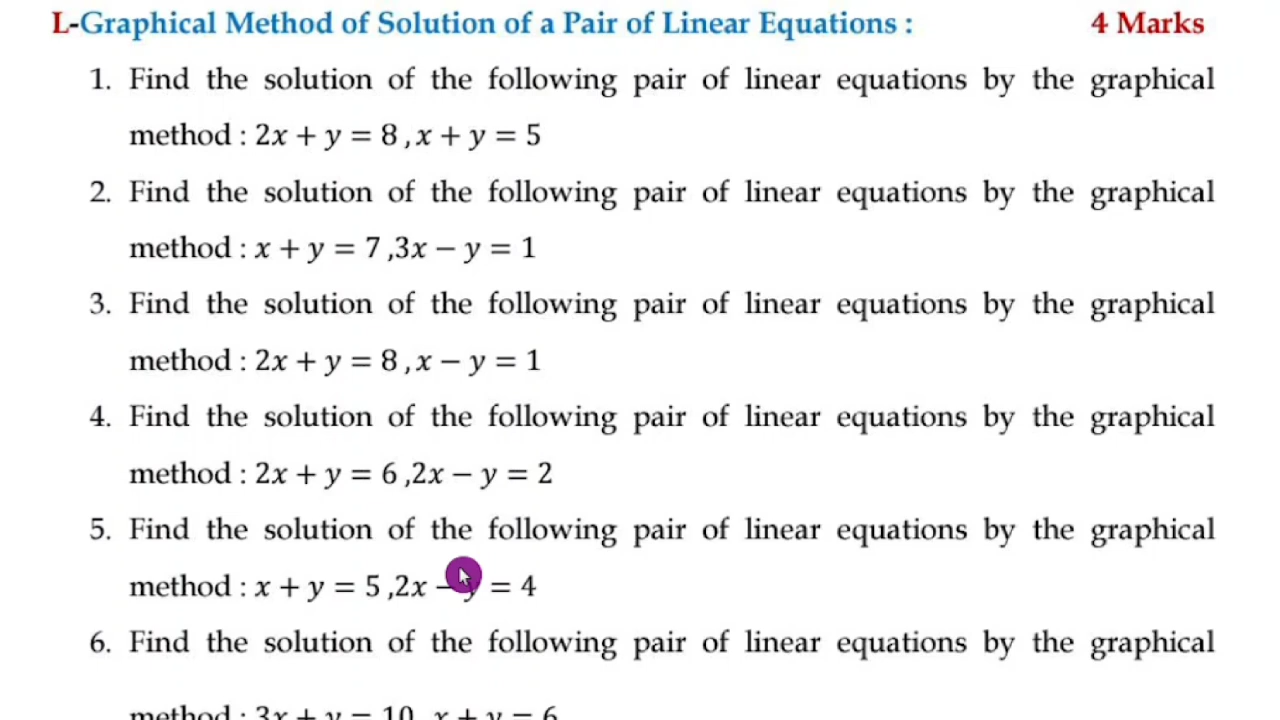 L-Graphical Method of Solution of a Pair of Linear Equations : 4 Marks
1. Find the solution of the following pair of linear equations by the graphical
method : 2x + y = 8 , x + y = 5
2. Find the solution of the following pair of linear equations by the graphical
method : x + y = 7 ,3x − y = 1
3. Find the solution of the following pair of linear equations by the graphical
method : 2x + y = 8 , x − y = 1
4. Find the solution of the following pair of linear equations by the graphical
method : 2x + y = 6 ,2x − y = 2
5. Find the solution of the following pair of linear equations by the graphical
method : x + y = 5 ,2x − y = 4
6. Find the solution of the following pair of linear equations by the graphical
method : 3x + y = 10, x + y = 6